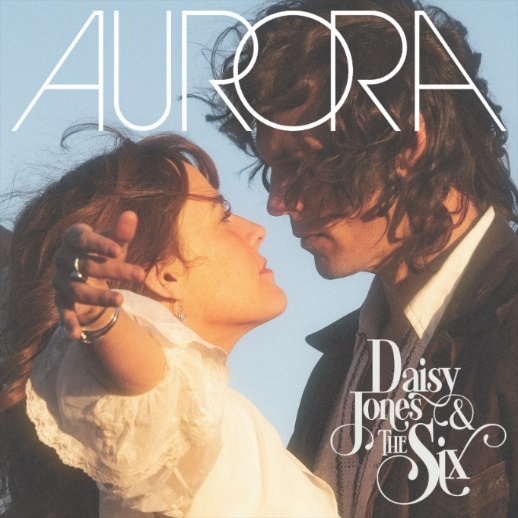 AURORA
Daisy
Jones &
THE SIX